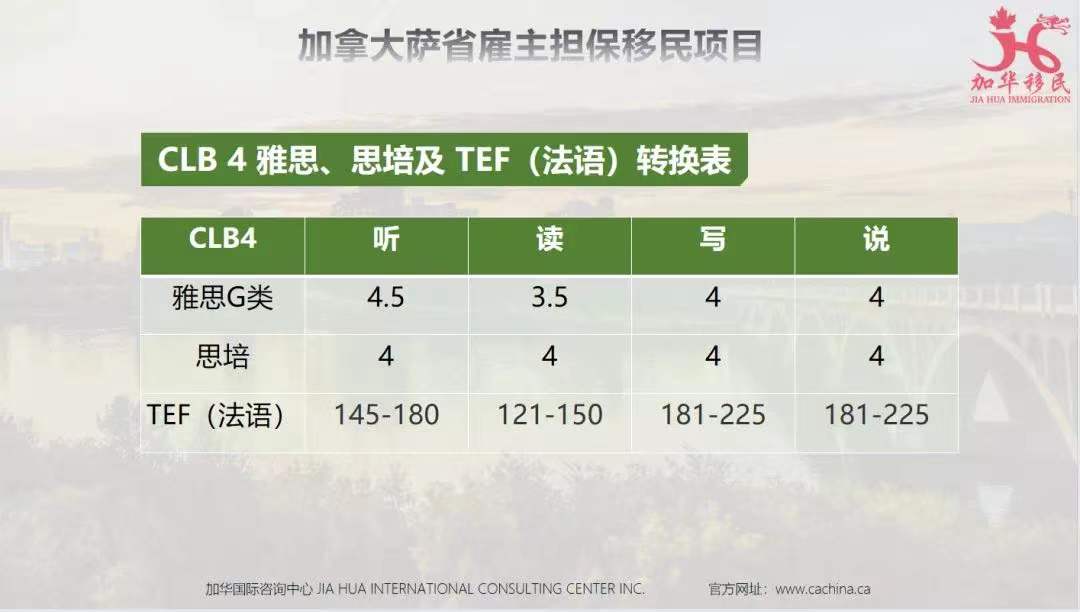 加拿大萨省雇主担保移民项目
加华移民
JIA HUA IMMIGRATION
CLB 4 雅思、思培及 TEF（法语）转换表
CLB4 听 读 写 说
雅思G类 4.5 3.5 4 4
思培 4 4 4 4
TEF（法语） 145-180 121-150 181-225 181-225
加华国际咨询中心 JIA HUA INTERNATIONAL CONSULTING CENTER INC. 官方网址：www.cachina.ca